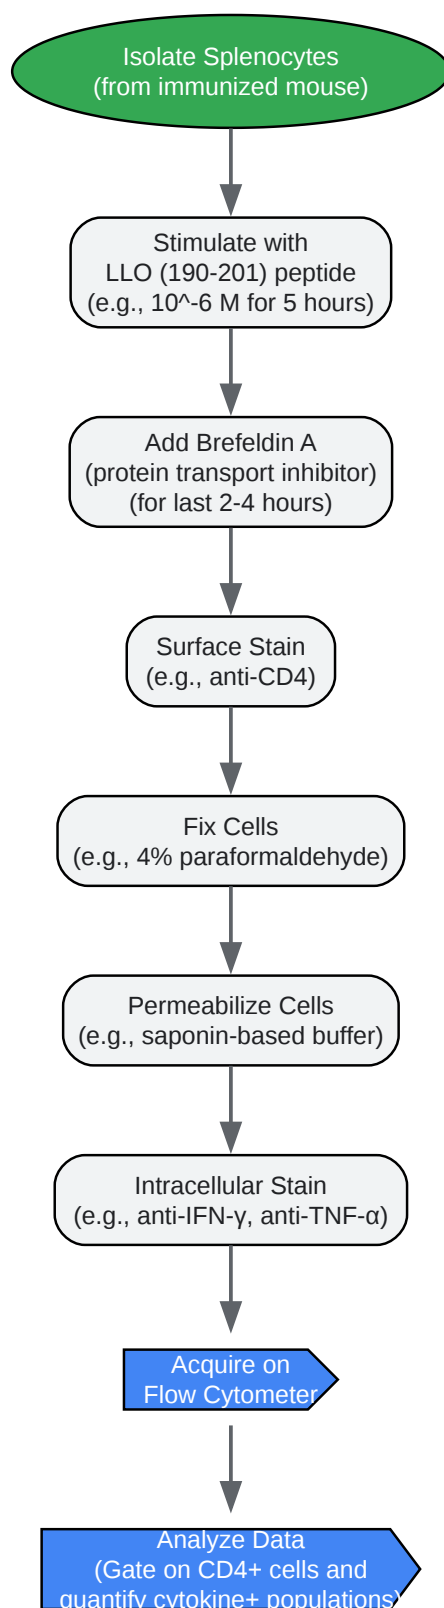 Isolate Splenocytes
(from immunized mouse)
Stimulate with
LLO (190-201) peptide
(e.g., 10^-6 M for 5 hours)
Add Brefeldin A
(protein transport inhibitor)
(for last 2-4 hours)
Surface Stain
(e.g., anti-CD4)
Fix Cells
(e.g., 4% paraformaldehyde)
Permeabilize Cells
(e.g., saponin-based buffer)
Intracellular Stain
(e.g., anti-IFN-γ, anti-TNF-α)
Acquire on
Flow Cytometer
Analyze Data
(Gate on CD4+ cells and
quantify cytokine+ populations)